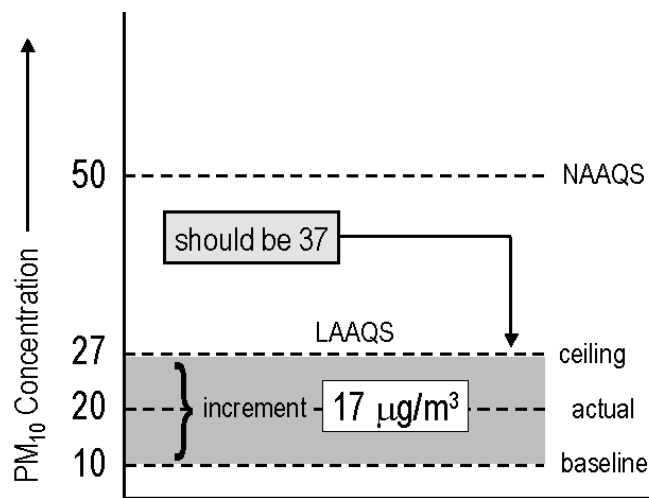 50 NAAQS
should be 37
LAAQS
27 ceiling
increment 17 μg/m³
20 actual
10 baseline
PM₁₀ Concentration